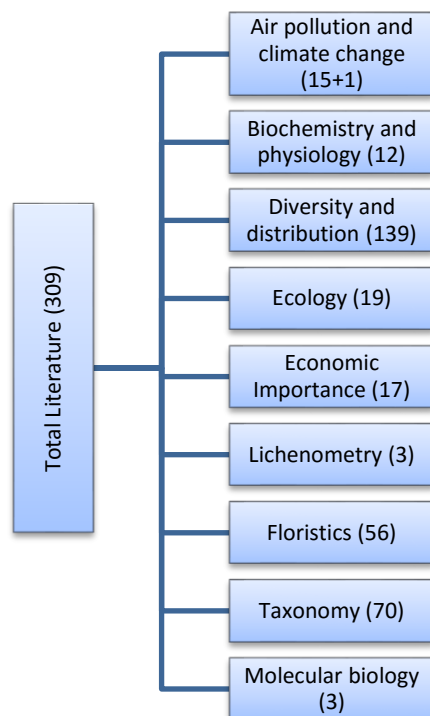 Total Literature (309)
Air pollution and
climate change
(15+1)
Biochemistry and
physiology (12)
Diversity and
distribution (139)
Ecology (19)
Economic
Importance (17)
Lichenometry (3)
Floristics (56)
Taxonomy (70)
Molecular biology
(3)